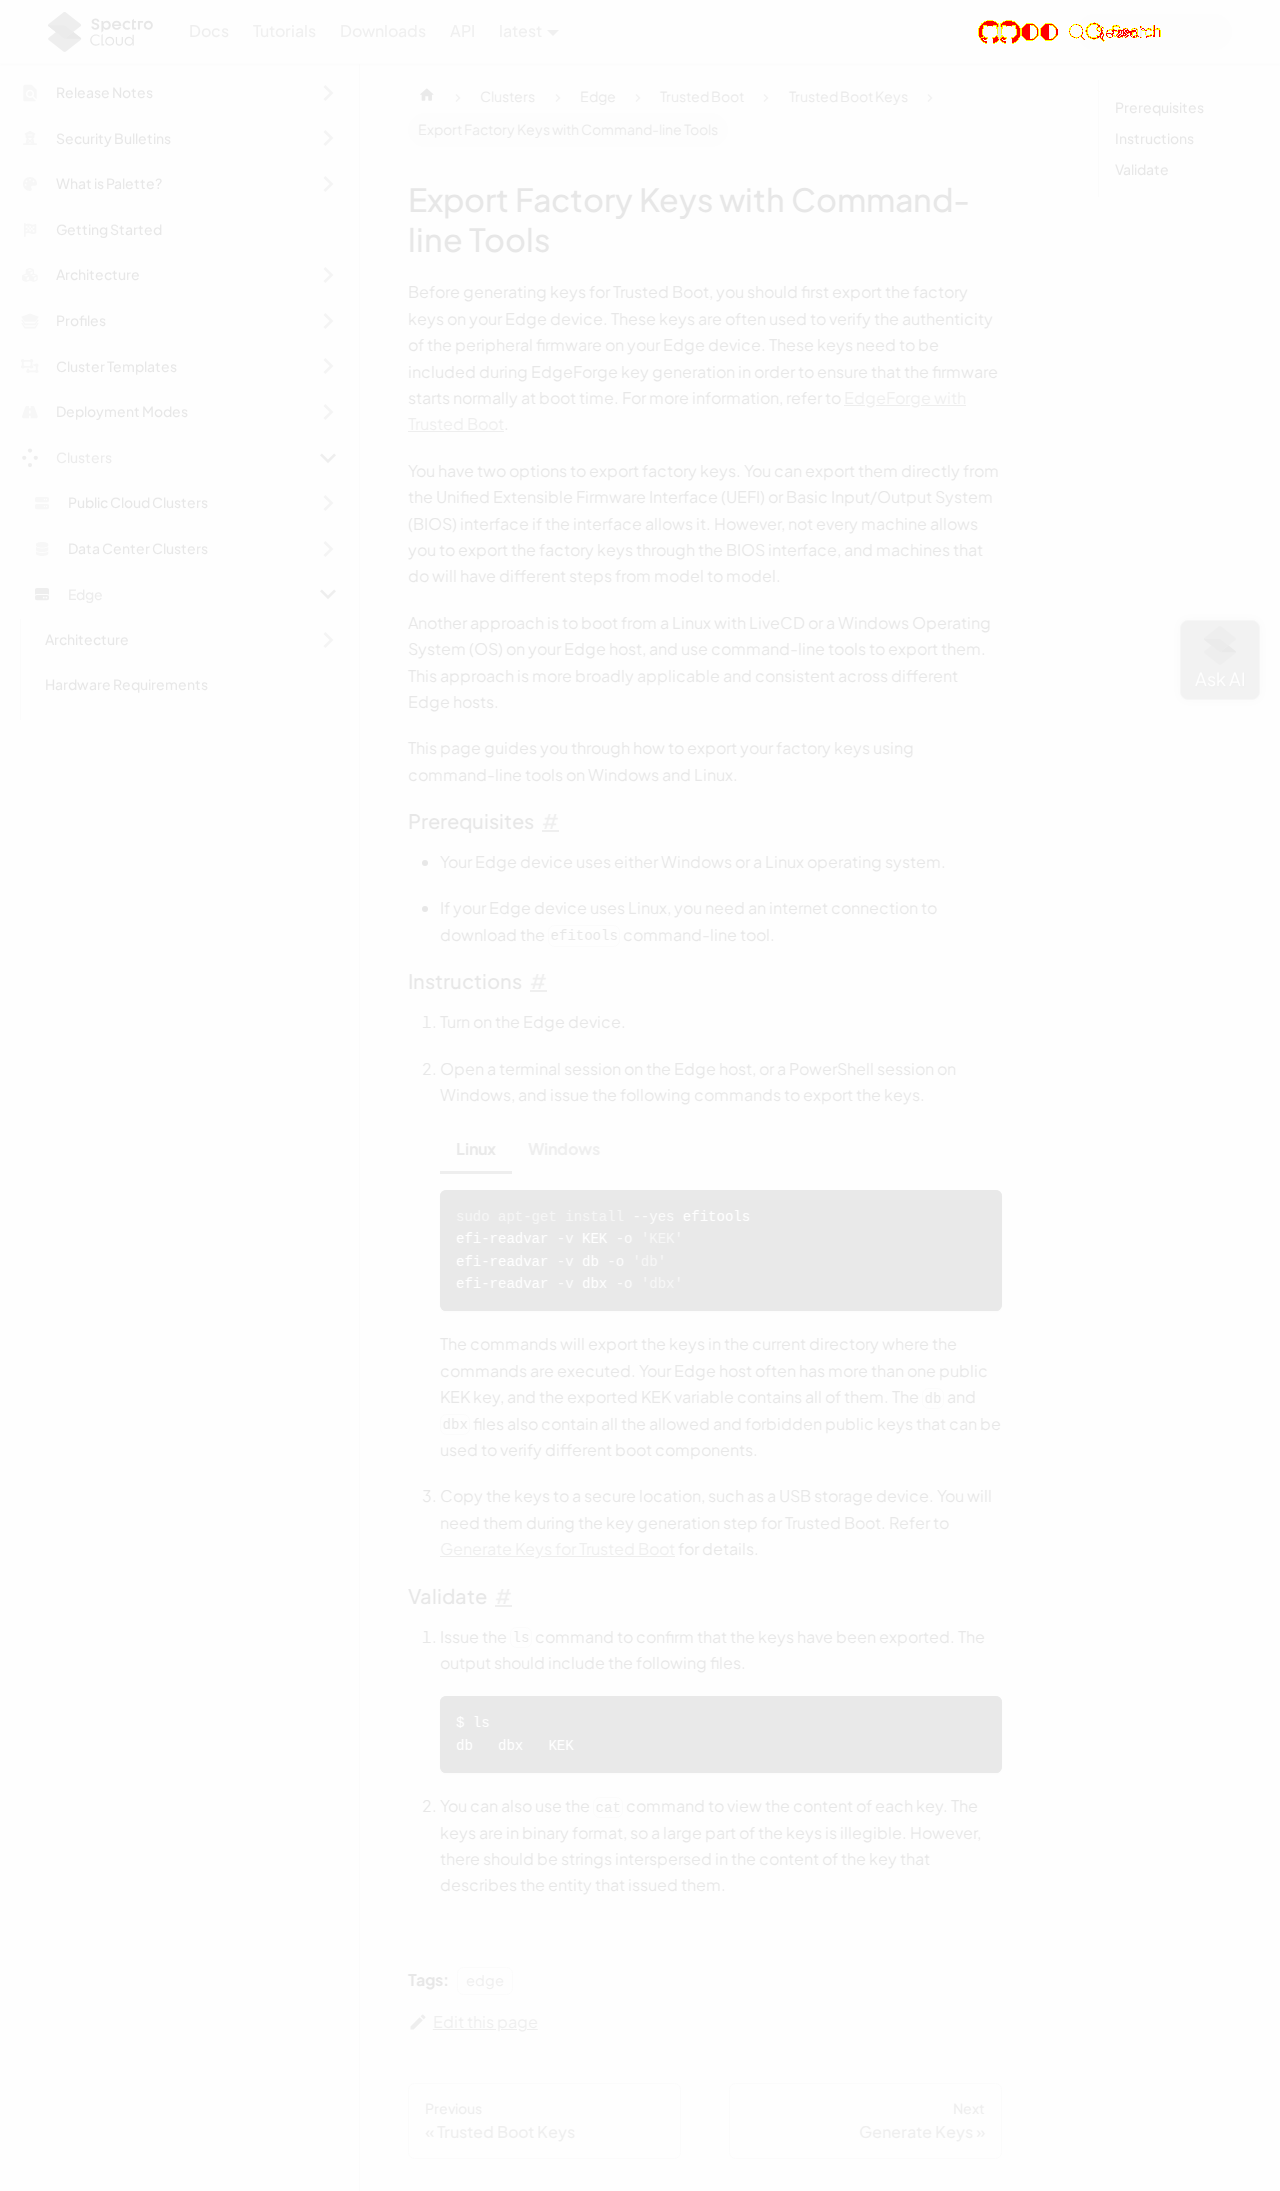 Spectro
Cloud
Docs
Tutorials
Downloads
API
latest
Release Notes
Security Bulletins
What is Palette?
Getting Started
Architecture
Profiles
Cluster Templates
Deployment Modes
Clusters
Public Cloud Clusters
Data Center Clusters
Edge
Architecture
Hardware Requirements
Clusters
Edge
Trusted Boot
Trusted Boot Keys
Export Factory Keys with Command-line Tools
Export Factory Keys with Command-
line Tools
Before generating keys for Trusted Boot, you should first export the factory
keys on your Edge device. These keys are often used to verify the authenticity
of the peripheral firmware on your Edge device. These keys need to be
included during EdgeForge key generation in order to ensure that the firmware
starts normally at boot time. For more information, refer to EdgeForge with
Trusted Boot.
You have two options to export factory keys. You can export them directly from
the Unified Extensible Firmware Interface (UEFI) or Basic Input/Output System
(BIOS) interface if the interface allows it. However, not every machine allows
you to export the factory keys through the BIOS interface, and machines that
do will have different steps from model to model.
Another approach is to boot from a Linux with LiveCD or a Windows Operating
System (OS) on your Edge host, and use command-line tools to export them.
This approach is more broadly applicable and consistent across different
Edge hosts.
This page guides you through how to export your factory keys using
command-line tools on Windows and Linux.
Prerequisites #
• Your Edge device uses either Windows or a Linux operating system.
• If your Edge device uses Linux, you need an internet connection to
download the efitools command-line tool.
Instructions #
1. Turn on the Edge device.
2. Open a terminal session on the Edge host, or a PowerShell session on
Windows, and issue the following commands to export the keys.
Linux Windows
sudo apt-get install --yes efitools
efi-readvar -v KEK -o 'KEK'
efi-readvar -v db -o 'db'
efi-readvar -v dbx -o 'dbx'
The commands will export the keys in the current directory where the
commands are executed. Your Edge host often has more than one public
KEK key, and the exported KEK variable contains all of them. The db and
dbx files also contain all the allowed and forbidden public keys that can be
used to verify different boot components.
3. Copy the keys to a secure location, such as a USB storage device. You will
need them during the key generation step for Trusted Boot. Refer to
Generate Keys for Trusted Boot for details.
Validate #
1. Issue the ls command to confirm that the keys have been exported. The
output should include the following files.
$ ls
db   dbx   KEK
2. You can also use the cat command to view the content of each key. The
keys are in binary format, so a large part of the keys is illegible. However,
there should be strings interspersed in the content of the key that
describes the entity that issued them.
Tags: edge
Edit this page
Previous
« Trusted Boot Keys
Next
Generate Keys »
Prerequisites
Instructions
Validate
Ask AI